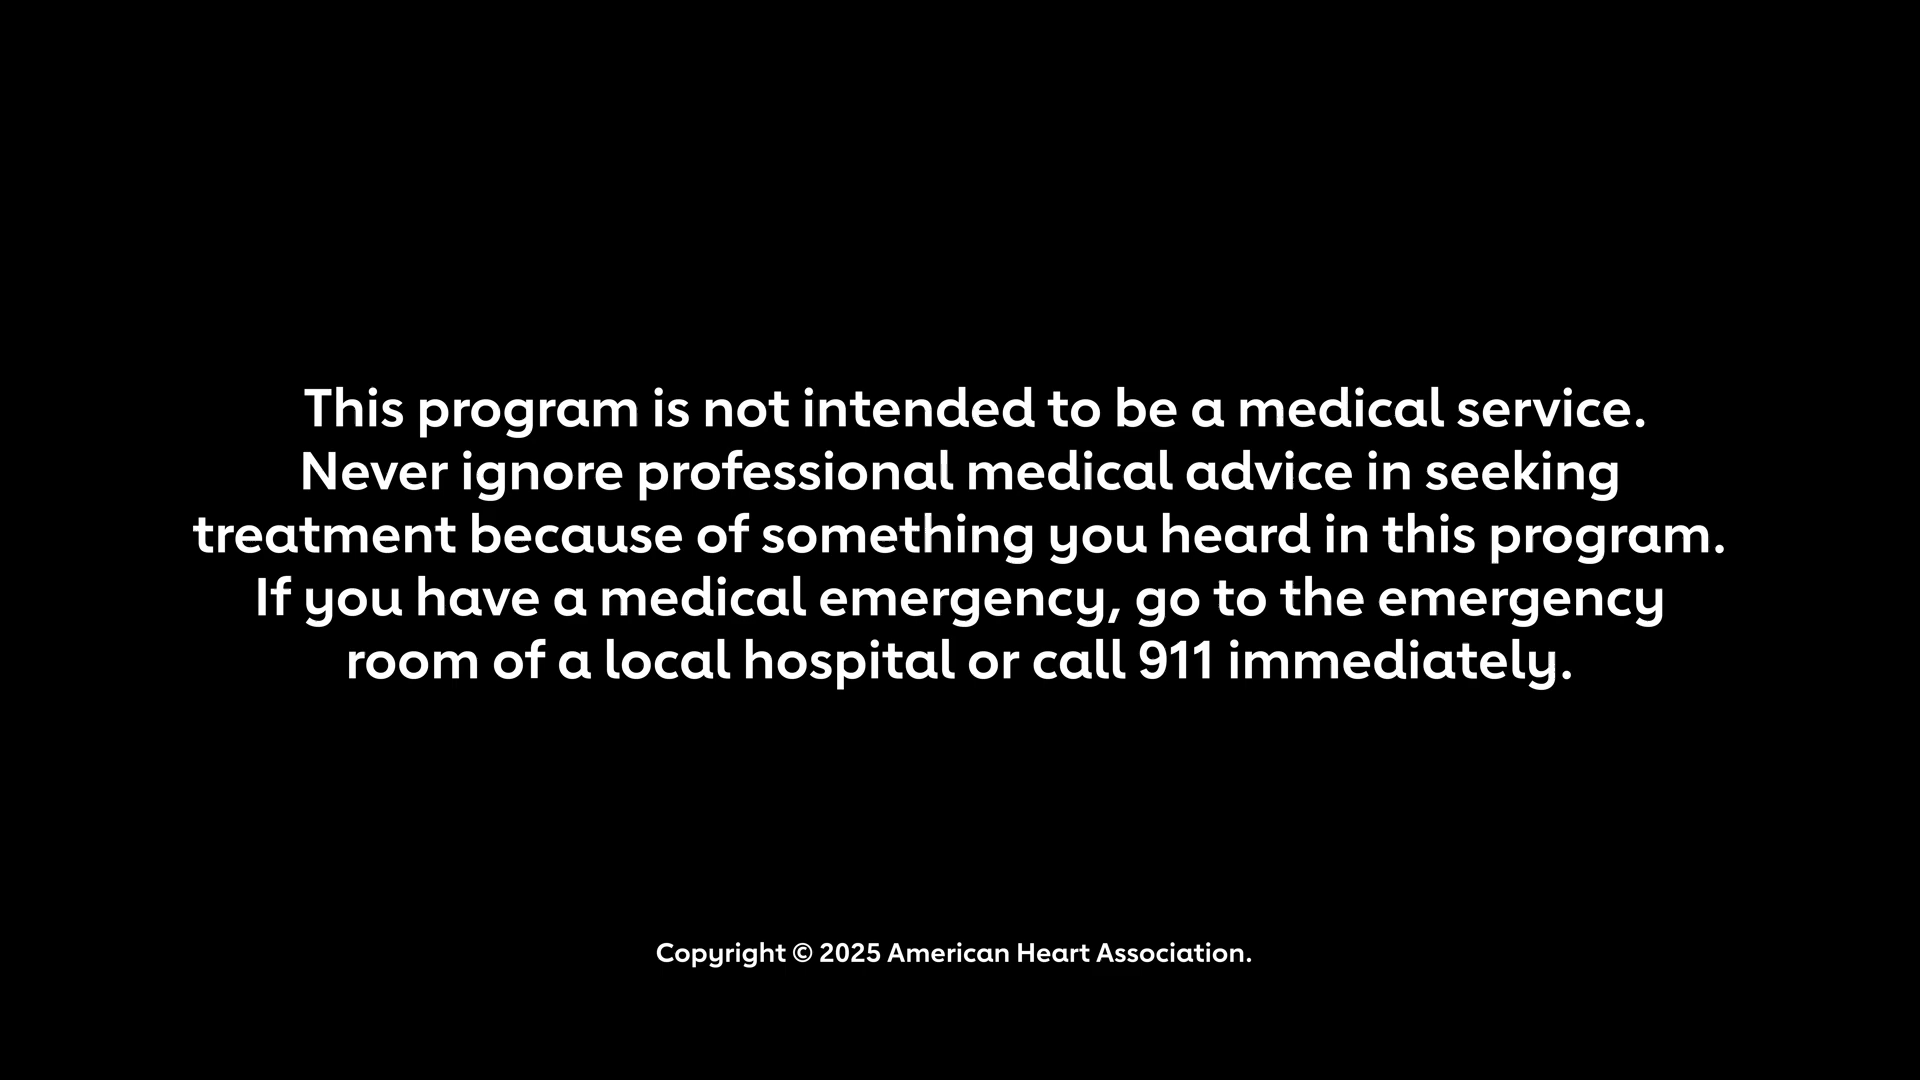 This program is not intended to be a medical service.
Never ignore professional medical advice in seeking
treatment because of something you heard in this program.
If you have a medical emergency, go to the emergency
room of a local hospital or call 911 immediately.
Copyright © 2025 American Heart Association.